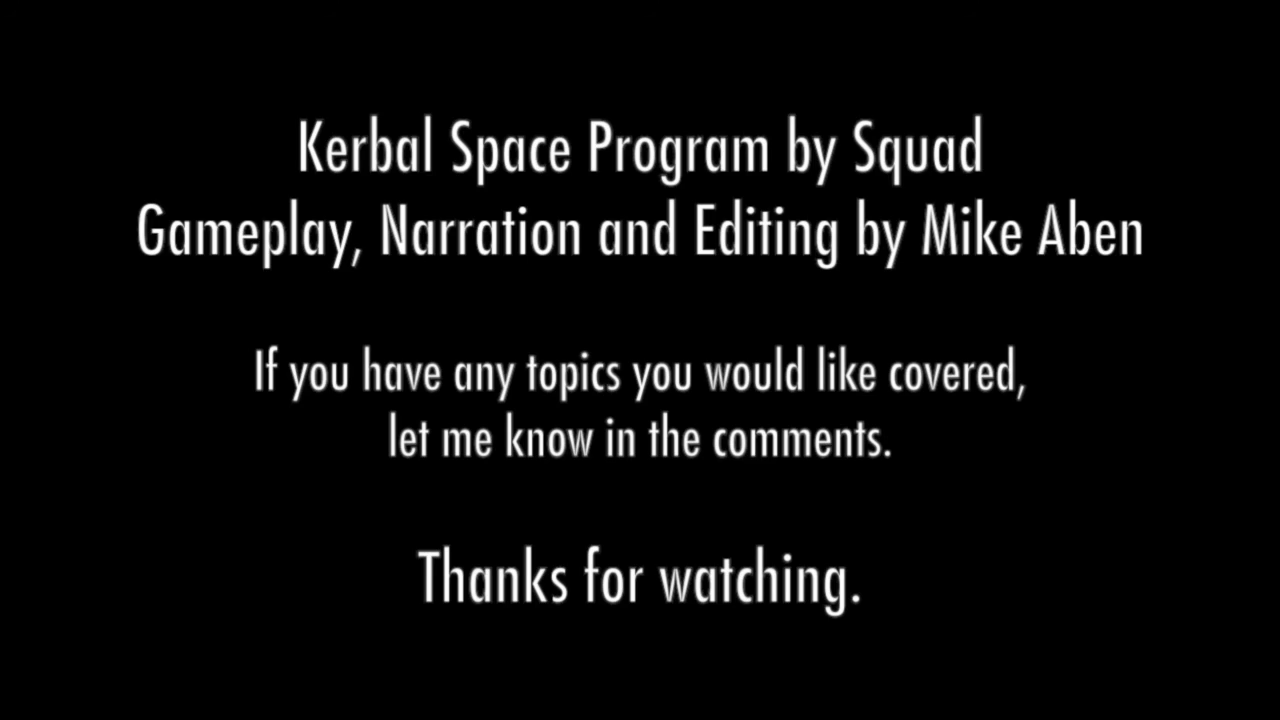 Kerbal Space Program by Squad
Gameplay, Narration and Editing by Mike Aben
If you have any topics you would like covered,
let me know in the comments.
Thanks for watching.